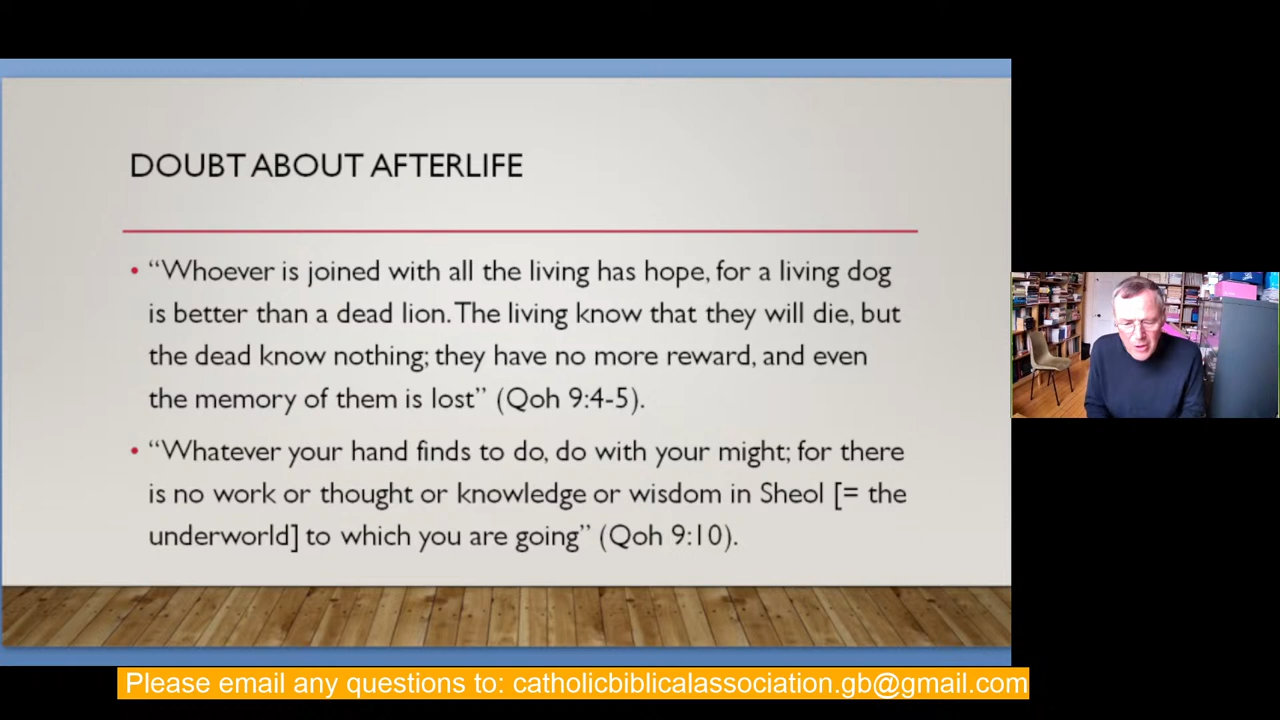 DOUBT ABOUT AFTERLIFE
• “Whoever is joined with all the living has hope, for a living dog
is better than a dead lion. The living know that they will die, but
the dead know nothing; they have no more reward, and even
the memory of them is lost” (Qoh 9:4-5).
• “Whatever your hand finds to do, do with your might; for there
is no work or thought or knowledge or wisdom in Sheol [= the
underworld] to which you are going” (Qoh 9:10).
Please email any questions to: catholicbiblicalassociation.gb@gmail.com